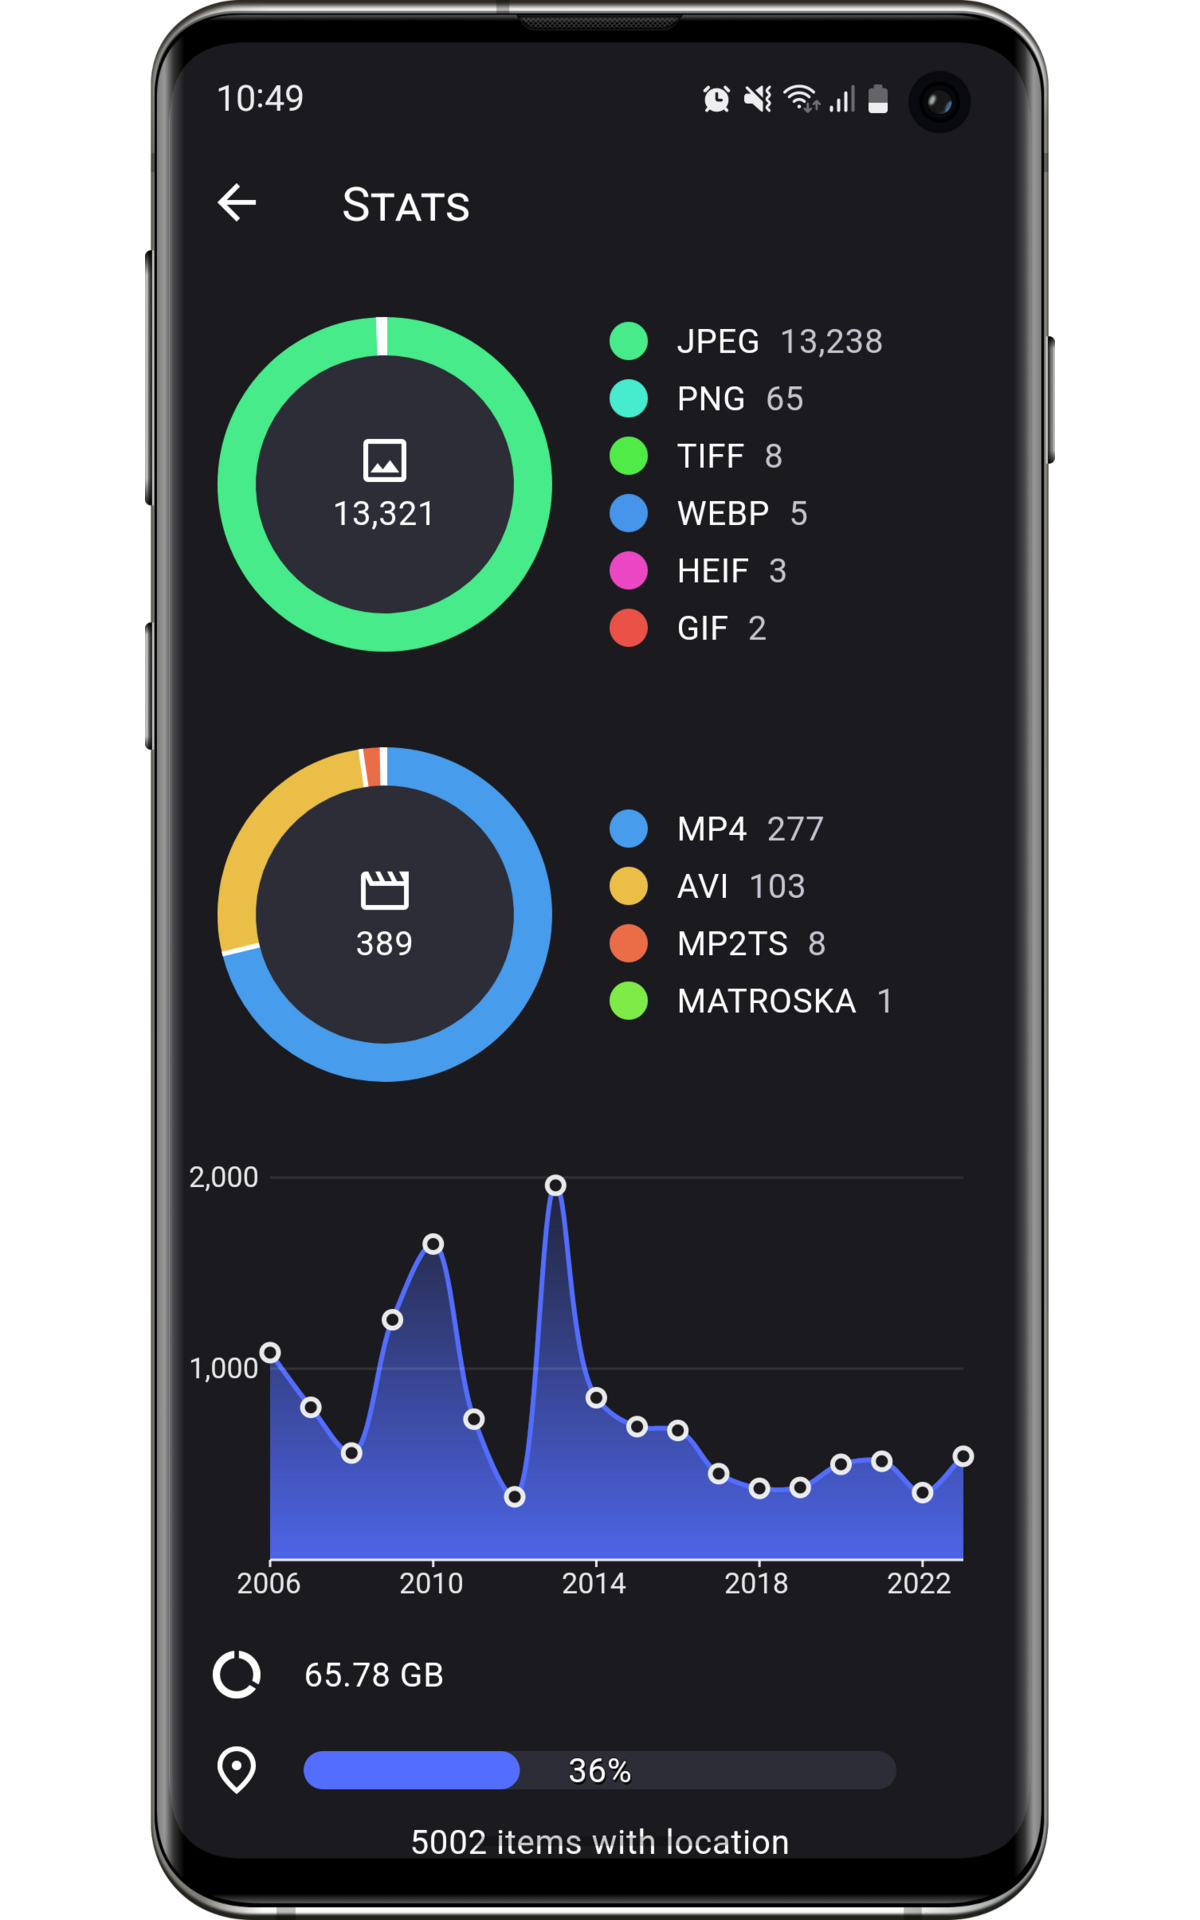 10:49
STATS
JPEG 13,238
PNG 65
TIFF 8
WEBP 5
HEIF 3
GIF 2
13,321
MP4 277
AVI 103
MP2TS 8
MATROSKA 1
389
2,000
1,000
2006 2010 2014 2018 2022
65.78 GB
36%
5002 items with location